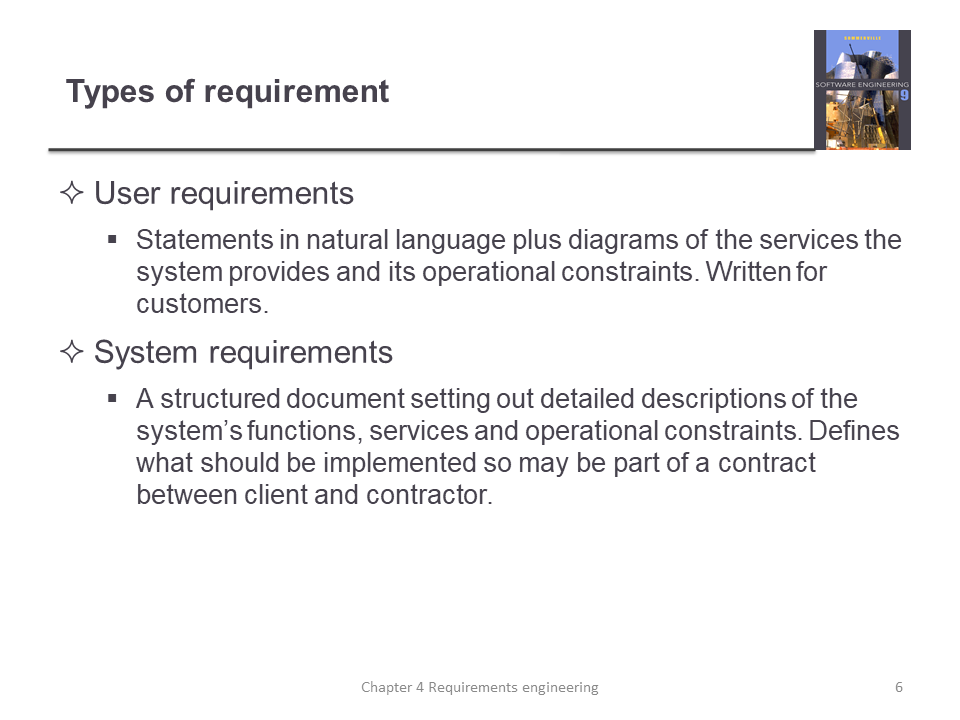 SOMMERVILLE
Types of requirement
SOFTWARE ENGINEERING
9
User requirements
Statements in natural language plus diagrams of the services the
system provides and its operational constraints. Written for
customers.
System requirements
A structured document setting out detailed descriptions of the
system’s functions, services and operational constraints. Defines
what should be implemented so may be part of a contract
between client and contractor.
Chapter 4 Requirements engineering
6